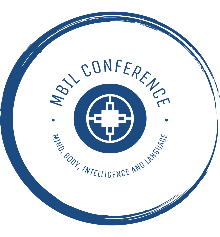 MBIL CONFERENCE
MIND, BODY, INTELLIGENCE AND LANGUAGE